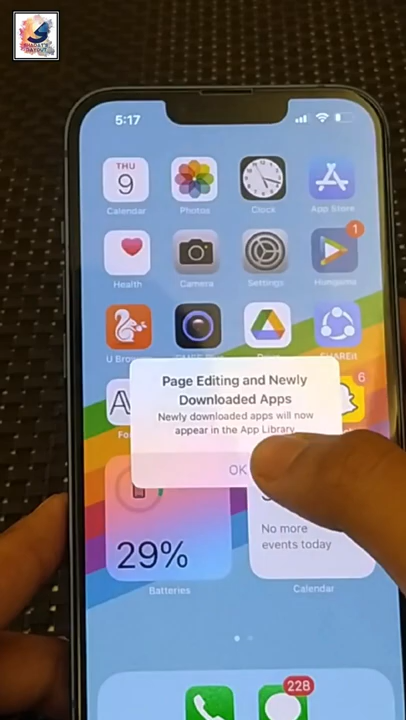 5:17
THU
9
Calendar
Photos
Clock
App Store
1
Health
Camera
Settings
Hungama
U Brow
SHAREit
6
Page Editing and Newly
Downloaded Apps
Newly downloaded apps will now
appear in the App Library
OK
29%
No more
events today
Batteries
Calendar
228